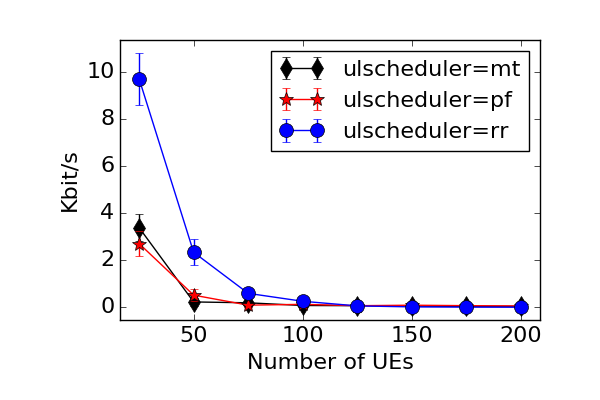 10
8
6
4
2
0
Kbit/s
ulscheduler=mt
ulscheduler=pf
ulscheduler=rr
50 100 150 200
Number of UEs